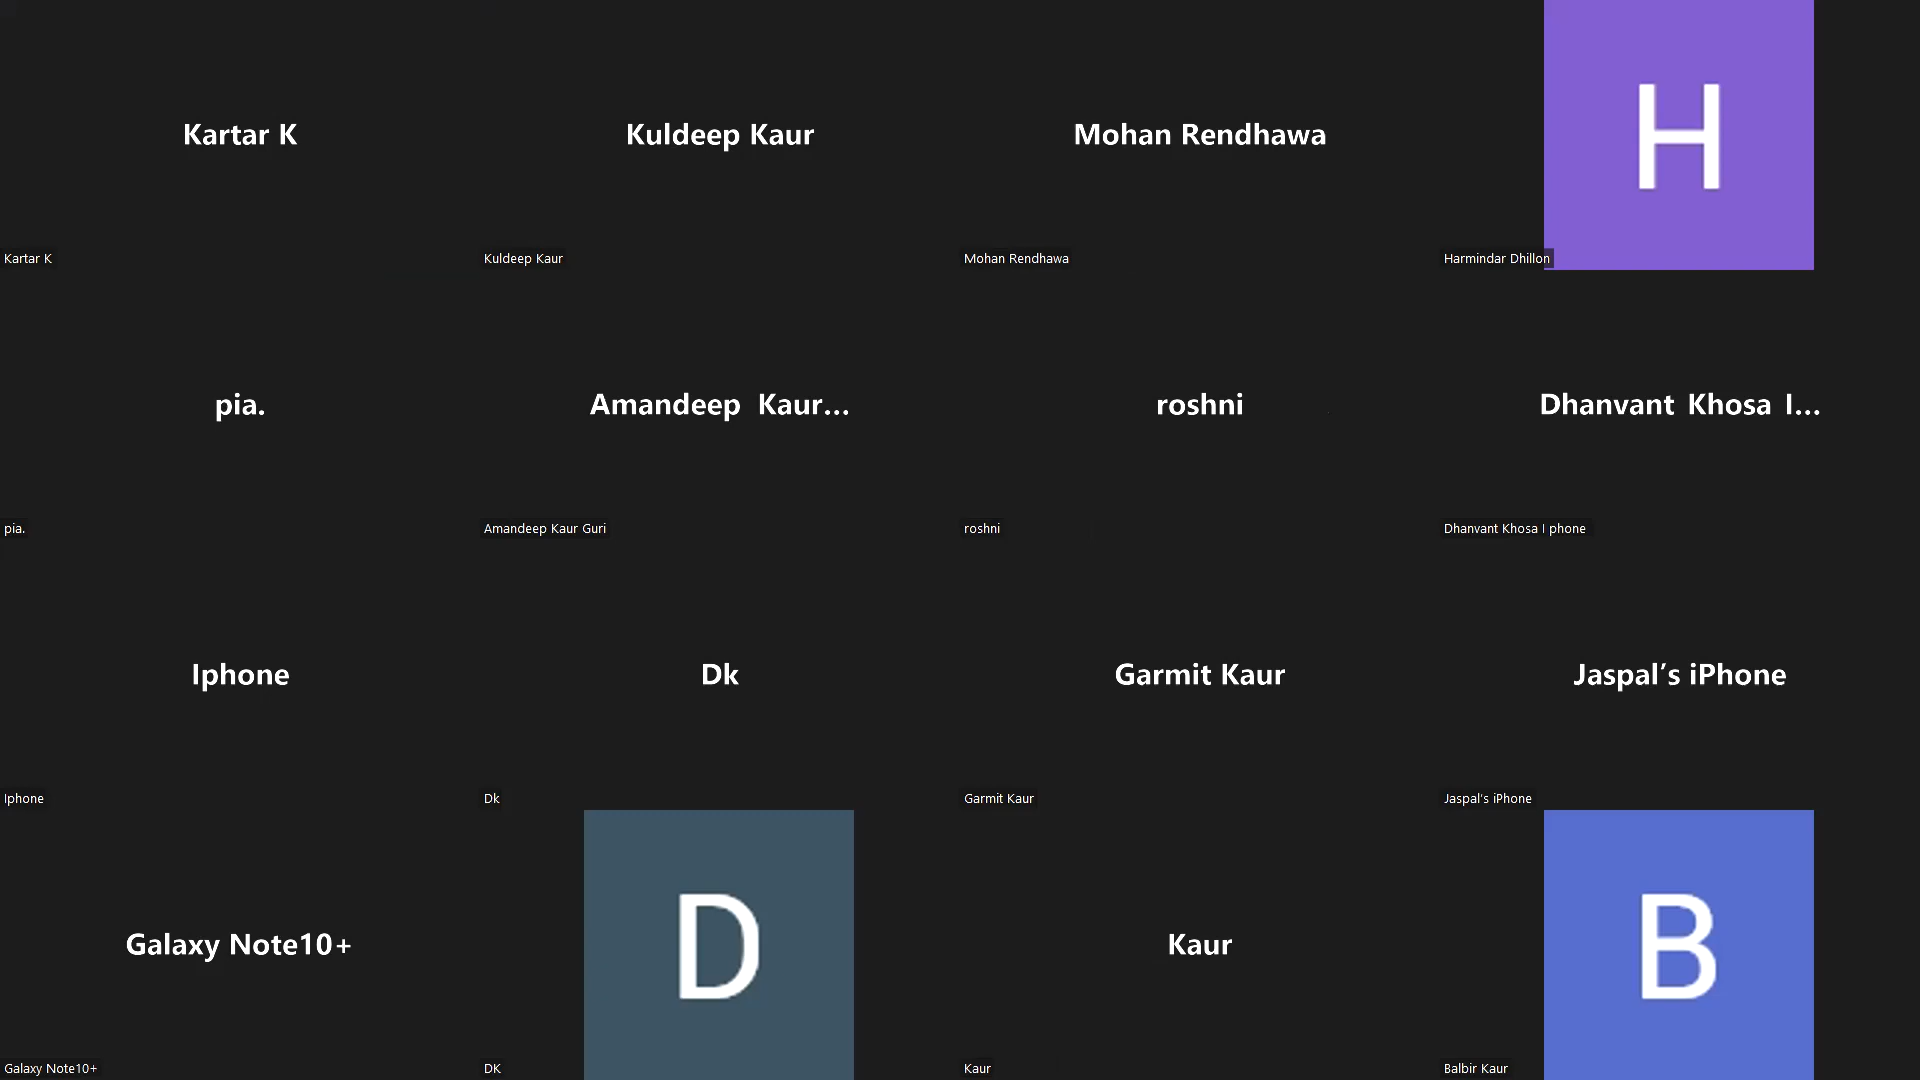 Kartar K
Kuldeep Kaur
Mohan Rendhawa
H
Kartar K
Kuldeep Kaur
Mohan Rendhawa
Harmindar Dhillon
pia.
Amandeep Kaur...
roshni
Dhanvant Khosa I...
pia.
Amandeep Kaur Guri
roshni
Dhanvant Khosa I phone
Iphone
Dk
Garmit Kaur
Jaspal’s iPhone
Iphone
Dk
Garmit Kaur
Jaspal's iPhone
Galaxy Note10+
D
Kaur
B
Galaxy Note10+
DK
Kaur
Balbir Kaur